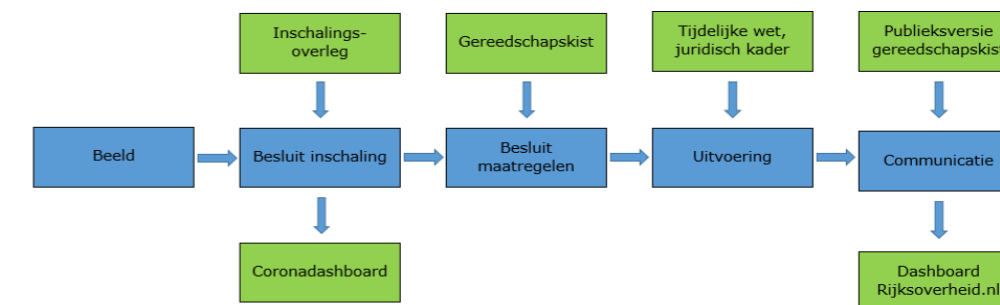 Inschalings-
overleg
Gereedschapskist
Tijdelijke wet,
juridisch kader
Publieksversie
gereedschapskist
Beeld
Besluit inschaling
Besluit
maatregelen
Uitvoering
Communicatie
Coronadashboard
Dashboard
Rijksoverheid.nl